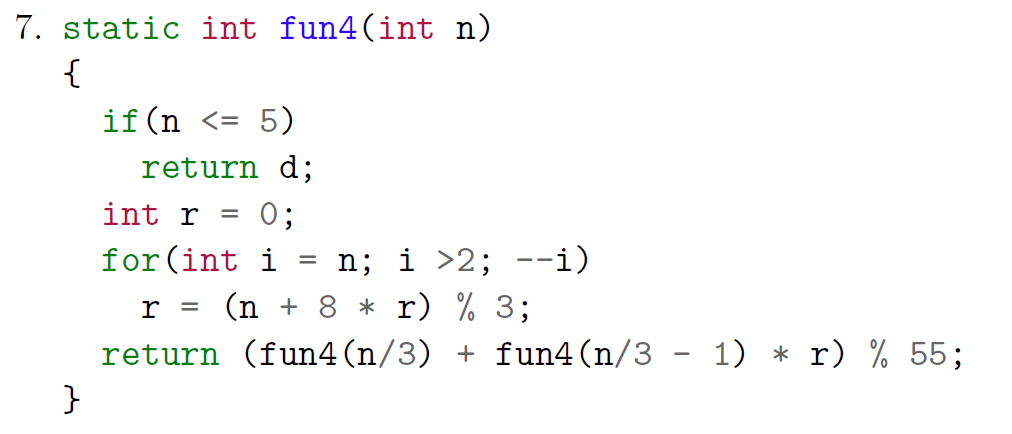 7. static int fun4(int n)
{
if(n <= 5)
return d;
int r = 0;
for(int i = n; i >2; --i)
r = (n + 8 * r) % 3;
return (fun4(n/3) + fun4(n/3 - 1) * r) % 55;
}